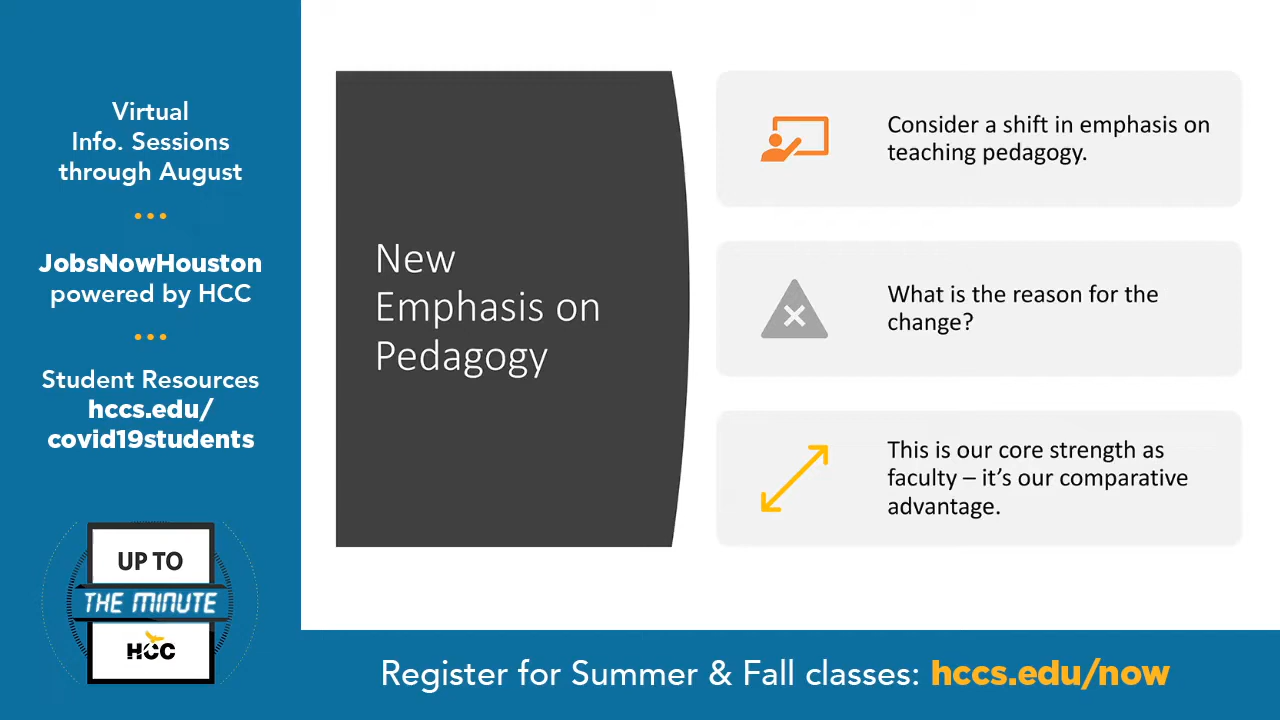 Virtual
Info. Sessions
through August
JobsNowHouston
powered by HCC
Student Resources
hccs.edu/
covid19students
UP TO
THE MINUTE
HCC
New
Emphasis on
Pedagogy
Consider a shift in emphasis on
teaching pedagogy.
What is the reason for the
change?
This is our core strength as
faculty – it’s our comparative
advantage.
Register for Summer & Fall classes: hccs.edu/now